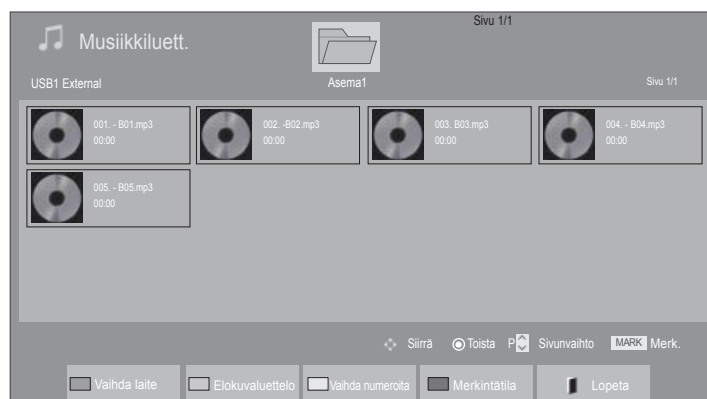 Sivu 1/1
Musiikkiluett.
USB1 External
Asema1
Sivu 1/1
001. - B01.mp3
00:00
002. -B02.mp3
00:00
003. B03.mp3
00:00
004. - B04.mp3
00:00
005. - B05.mp3
00:00
Siirrä Toista P Sivunvaihto MARK Merk.
Vaihda laite Elokuvaluettelo Vaihda numeroita Merkintätila Lopeta